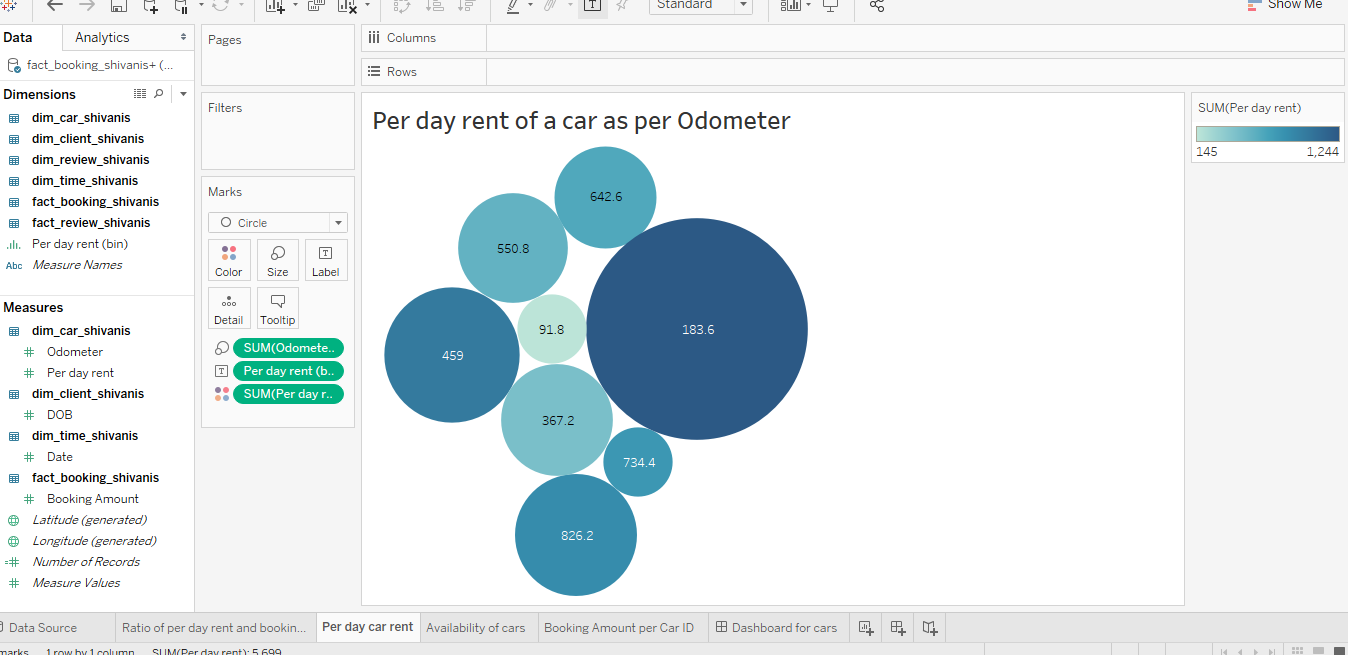 Standard
Show Me
Data
Analytics
fact_booking_shivanis+ (...
Dimensions
dim_car_shivanis
dim_client_shivanis
dim_review_shivanis
dim_time_shivanis
fact_booking_shivanis
fact_review_shivanis
Per day rent (bin)
Abc Measure Names
Measures
dim_car_shivanis
Odometer
Per day rent
dim_client_shivanis
DOB
dim_time_shivanis
Date
fact_booking_shivanis
Booking Amount
Latitude (generated)
Longitude (generated)
Number of Records
Measure Values
Pages
Filters
Marks
Circle
Color
Size
T
Label
Detail
Tooltip
SUM(Odomete..
T Per day rent (b..
SUM(Per day r..
Columns
Rows
Per day rent of a car as per Odometer
642.6
550.8
91.8
183.6
459
367.2
734.4
826.2
SUM(Per day rent)
145
1,244
Data Source
Ratio of per day rent and bookin...
Per day car rent
Availability of cars
Booking Amount per Car ID
Dashboard for cars
marks
1 row by 1 column
SUM(Per day rent): 5,699